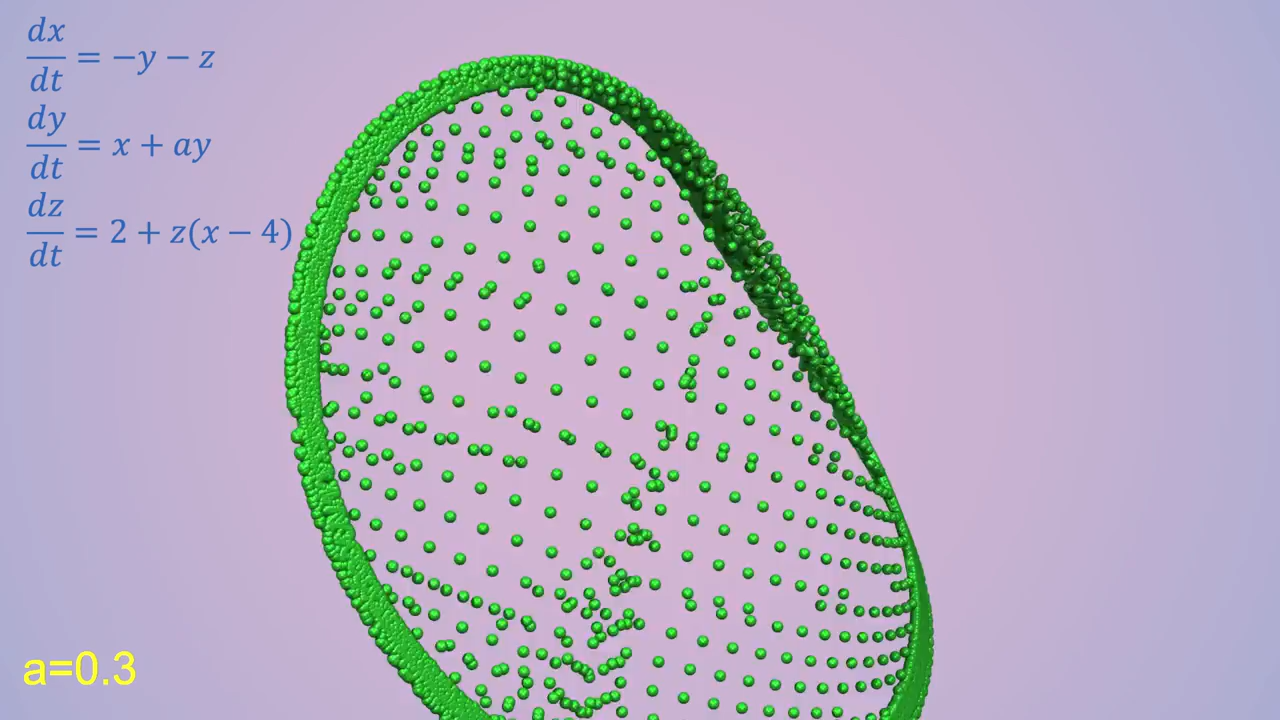 dx/dt = −y − z
dy/dt = x + ay
dz/dt = 2 + z(x − 4)
a=0.3